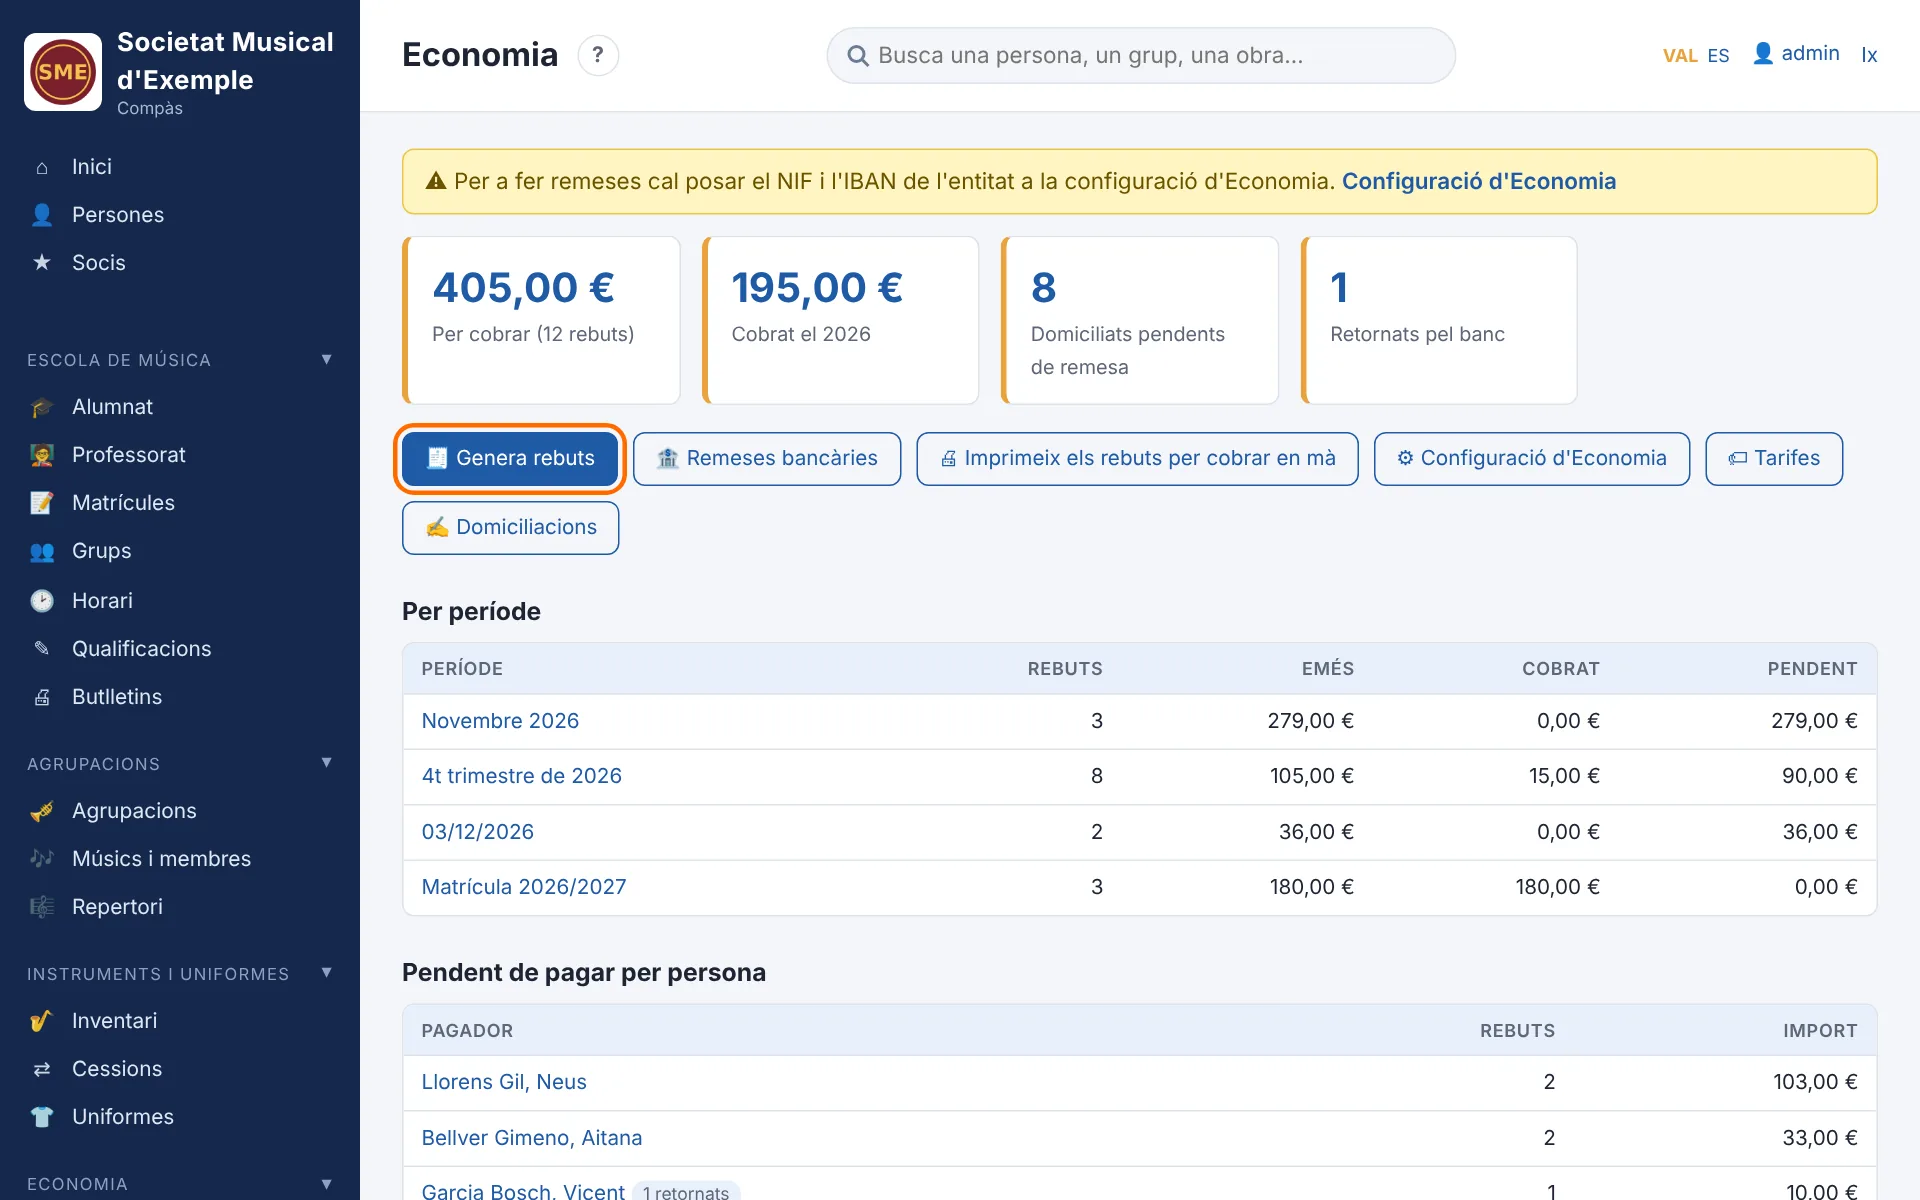 SME
Societat Musical
d'Exemple
Compàs
Inici
Persones
Socis
ESCOLA DE MÚSICA ▼
Alumnat
Professorat
Matrícules
Grups
Horari
Qualificacions
Butlletins
AGRUPACIONS ▼
Agrupacions
Músics i membres
Repertori
INSTRUMENTS I UNIFORMES ▼
Inventari
Cessions
Uniformes
ECONOMIA ▼
Economia ?
Busca una persona, un grup, una obra...
VAL ES admin Ix
Per a fer remeses cal posar el NIF i l'IBAN de l'entitat a la configuració d'Economia. Configuració d'Economia
405,00 €
Per cobrar (12 rebuts)
195,00 €
Cobrat el 2026
8
Domiciliats pendents
de remesa
1
Retornats pel banc
Genera rebuts
Remeses bancàries
Imprimeix els rebuts per cobrar en mà
Configuració d'Economia
Tarifes
Domiciliacions
Per període
PERÍODE REBUTS EMÉS COBRAT PENDENT
Novembre 2026 3 279,00 € 0,00 € 279,00 €
4t trimestre de 2026 8 105,00 € 15,00 € 90,00 €
03/12/2026 2 36,00 € 0,00 € 36,00 €
Matrícula 2026/2027 3 180,00 € 180,00 € 0,00 €
Pendent de pagar per persona
PAGADOR REBUTS IMPORT
Llorens Gil, Neus 2 103,00 €
Bellver Gimeno, Aitana 2 33,00 €
Garcia Bosch, Vicent 1 retornats 1 10,00 €